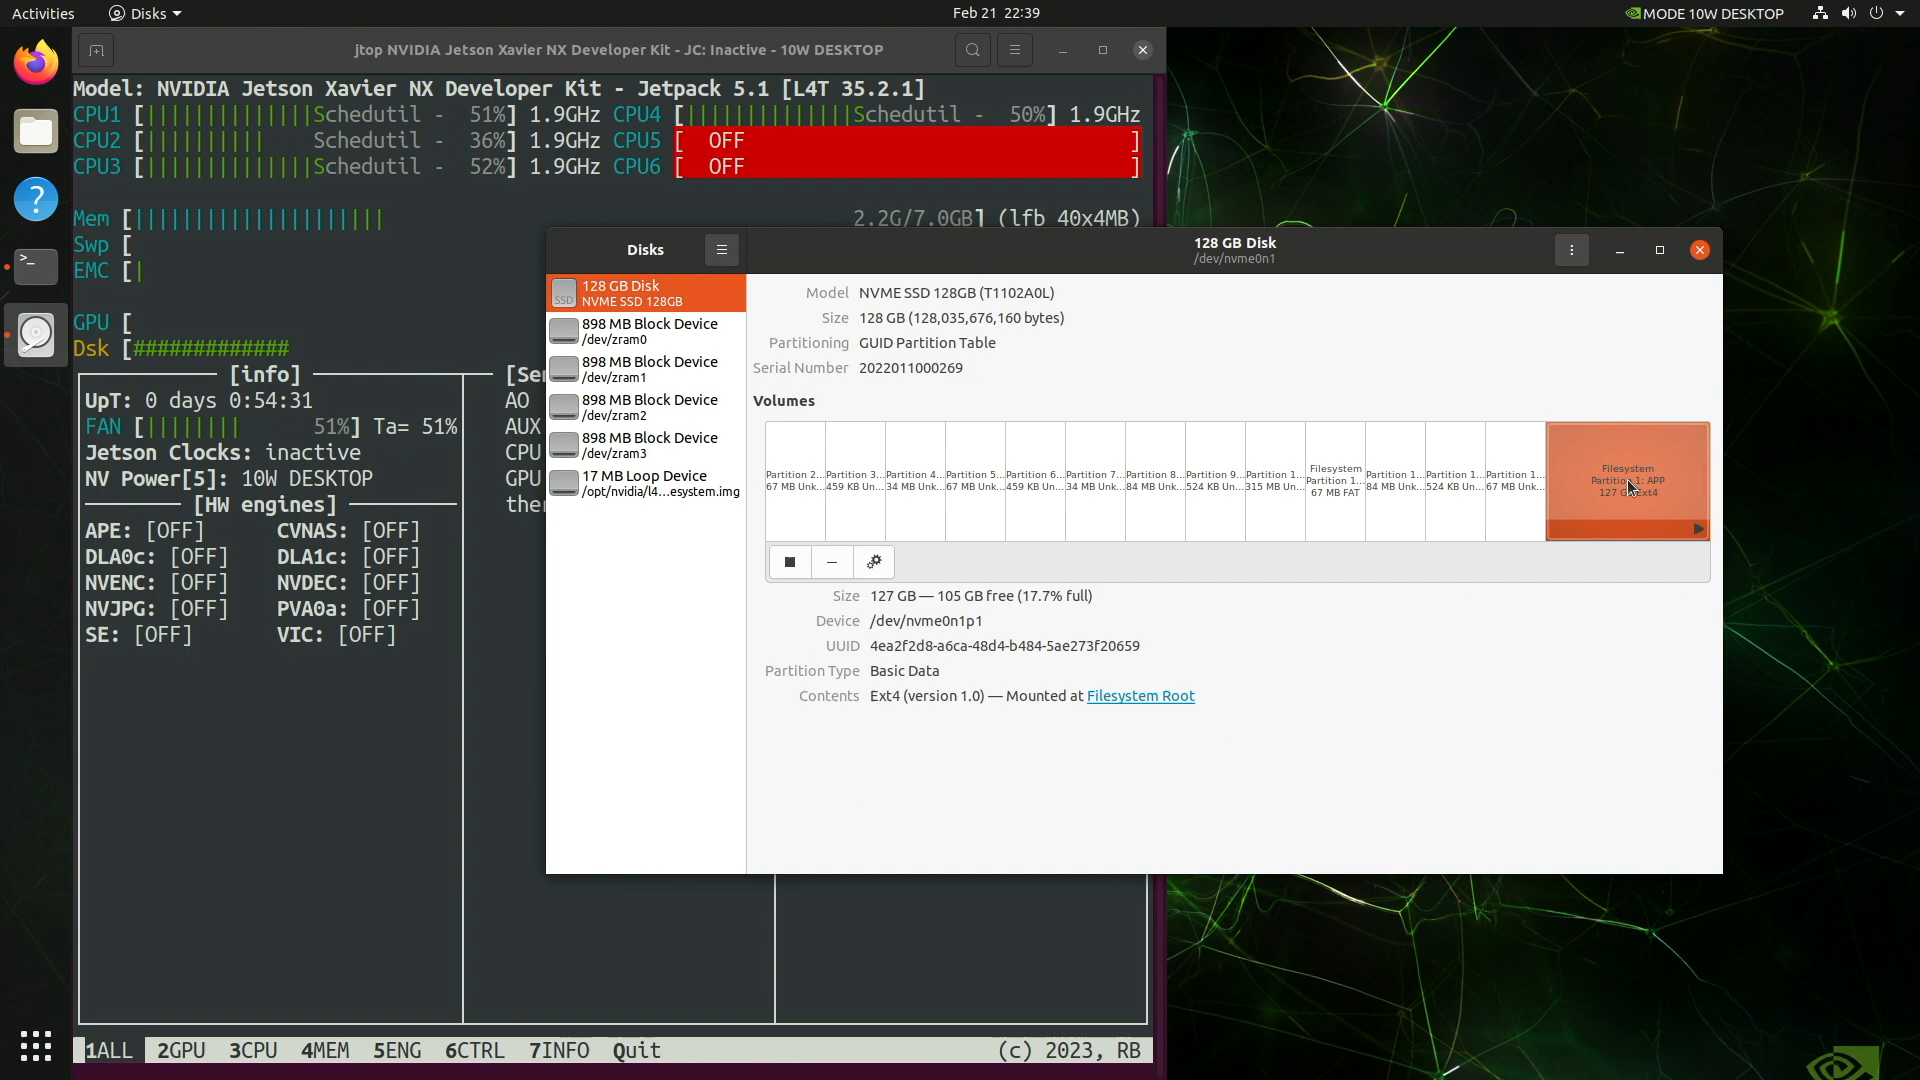 Activities
Disks
Feb 21 22:39
MODE 10W DESKTOP
jtop NVIDIA Jetson Xavier NX Developer Kit - JC: Inactive - 10W DESKTOP
Model: NVIDIA Jetson Xavier NX Developer Kit - Jetpack 5.1 [L4T 35.2.1]
CPU1 [||||||||||||||Schedutil - 51%] 1.9GHz CPU4 [||||||||||||||Schedutil - 50%] 1.9GHz
CPU2 [|||||||||| Schedutil - 36%] 1.9GHz CPU5 [ OFF ]
CPU3 [||||||||||||||Schedutil - 52%] 1.9GHz CPU6 [ OFF ]
Mem [||||||||||||||||||||| 2.2G/7.0GB] (lfb 40x4MB)
Swp [
EMC [|
GPU [
Dsk [#############
[info]
UpT: 0 days 0:54:31
FAN [|||||||| 51%] Ta= 51%
Jetson Clocks: inactive
NV Power[5]: 10W DESKTOP
[HW engines]
APE: [OFF] CVNAS: [OFF]
DLA0c: [OFF] DLA1c: [OFF]
NVENC: [OFF] NVDEC: [OFF]
NVJPG: [OFF] PVA0a: [OFF]
SE: [OFF] VIC: [OFF]
[Se
AO
AUX
CPU
GPU
the
1ALL 2GPU 3CPU 4MEM 5ENG 6CTRL 7INFO Quit (c) 2023, RB
Disks
128 GB Disk
/dev/nvme0n1
SSD
128 GB Disk
NVME SSD 128GB
898 MB Block Device
/dev/zram0
898 MB Block Device
/dev/zram1
898 MB Block Device
/dev/zram2
898 MB Block Device
/dev/zram3
17 MB Loop Device
/opt/nvidia/l4...esystem.img
Model NVME SSD 128GB (T1102A0L)
Size 128 GB (128,035,676,160 bytes)
Partitioning GUID Partition Table
Serial Number 2022011000269
Volumes
Partition 2...
67 MB Unk...
Partition 3...
459 KB Un...
Partition 4...
34 MB Unk...
Partition 5...
67 MB Unk...
Partition 6...
459 KB Un...
Partition 7...
34 MB Unk...
Partition 8...
84 MB Unk...
Partition 9...
524 KB Un...
Partition 1...
315 MB Un...
Filesystem
Partition 1...
67 MB FAT
Partition 1...
84 MB Unk...
Partition 1...
524 KB Un...
Partition 1...
67 MB Unk...
Filesystem
Partition 1: APP
127 GB Ext4
Size 127 GB — 105 GB free (17.7% full)
Device /dev/nvme0n1p1
UUID 4ea2f2d8-a6ca-48d4-b484-5ae273f20659
Partition Type Basic Data
Contents Ext4 (version 1.0) — Mounted at Filesystem Root